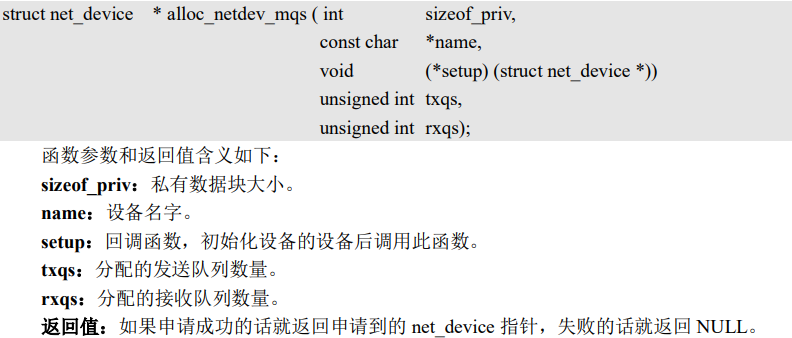 struct net_device * alloc_netdev_mqs ( int sizeof_priv,
const char *name,
void (*setup) (struct net_device *))
unsigned int txqs,
unsigned int rxqs);
函数参数和返回值含义如下：
sizeof_priv：私有数据块大小。
name：设备名字。
setup：回调函数，初始化设备的设备后调用此函数。
txqs：分配的发送队列数量。
rxqs：分配的接收队列数量。
返回值：如果申请成功的话就返回申请到的 net_device 指针，失败的话就返回 NULL。